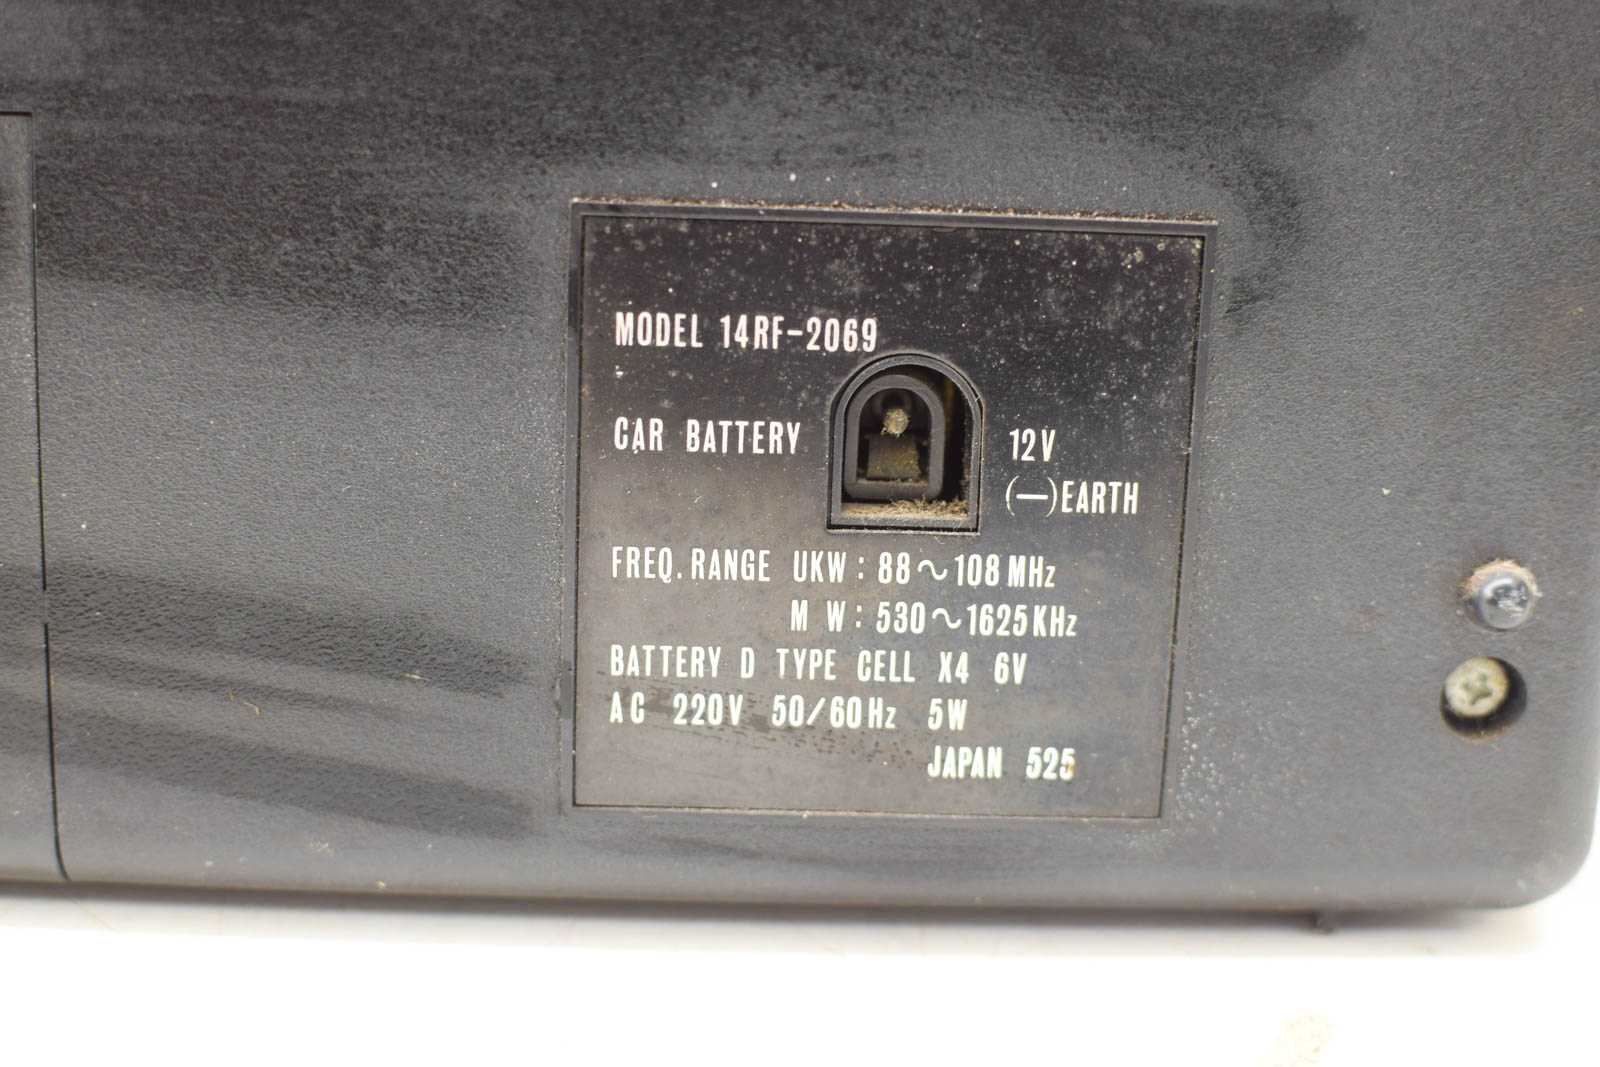 MODEL 14RF-2069
CAR BATTERY 12V
(—)EARTH
FREQ. RANGE UKW : 88~108 MHz
M W : 530~1625 KHz
BATTERY D TYPE CELL X4 6V
AC 220V 50/60Hz 5W
JAPAN 525